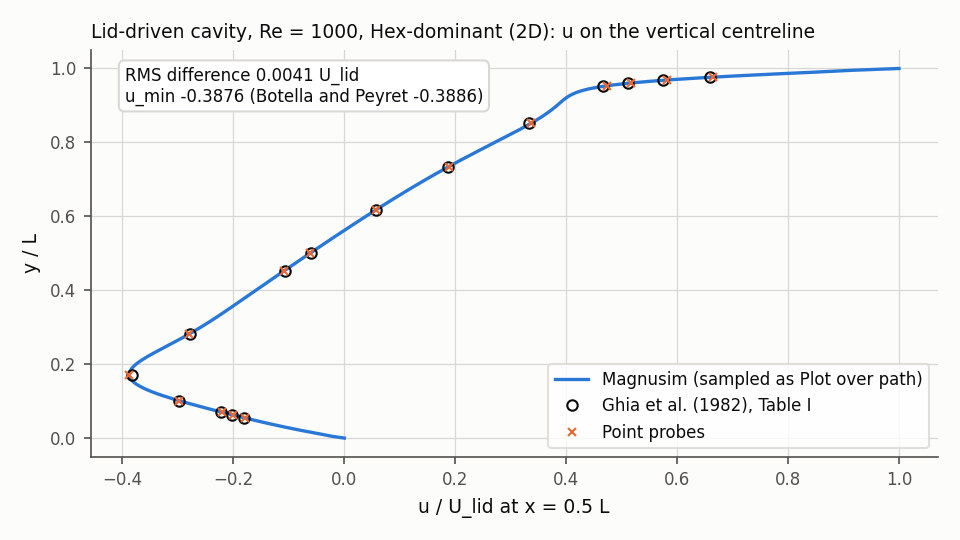 Lid-driven cavity, Re = 1000, Hex-dominant (2D): u on the vertical centreline
RMS difference 0.0041 U_lid
u_min -0.3876 (Botella and Peyret -0.3886)
y / L
1.0
0.8
0.6
0.4
0.2
0.0
Magnusim (sampled as Plot over path)
Ghia et al. (1982), Table I
Point probes
−0.4 −0.2 0.0 0.2 0.4 0.6 0.8 1.0
u / U_lid at x = 0.5 L